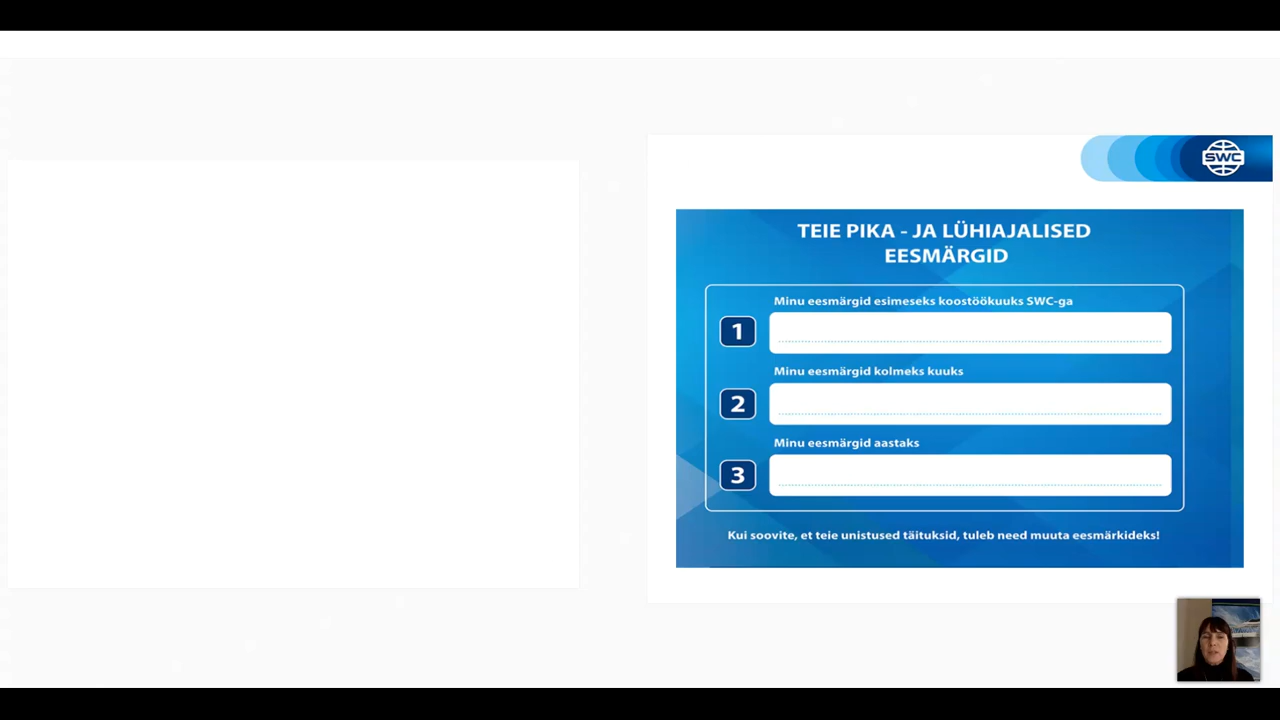 SWC
TEIE PIKA - JA LÜHIAJALISED
EESMÄRGID
Minu eesmärgid esimeseks koostöökuuks SWC-ga
1
Minu eesmärgid kolmeks kuuks
2
Minu eesmärgid aastaks
3
Kui soovite, et teie unistused täituksid, tuleb need muuta eesmärkideks!